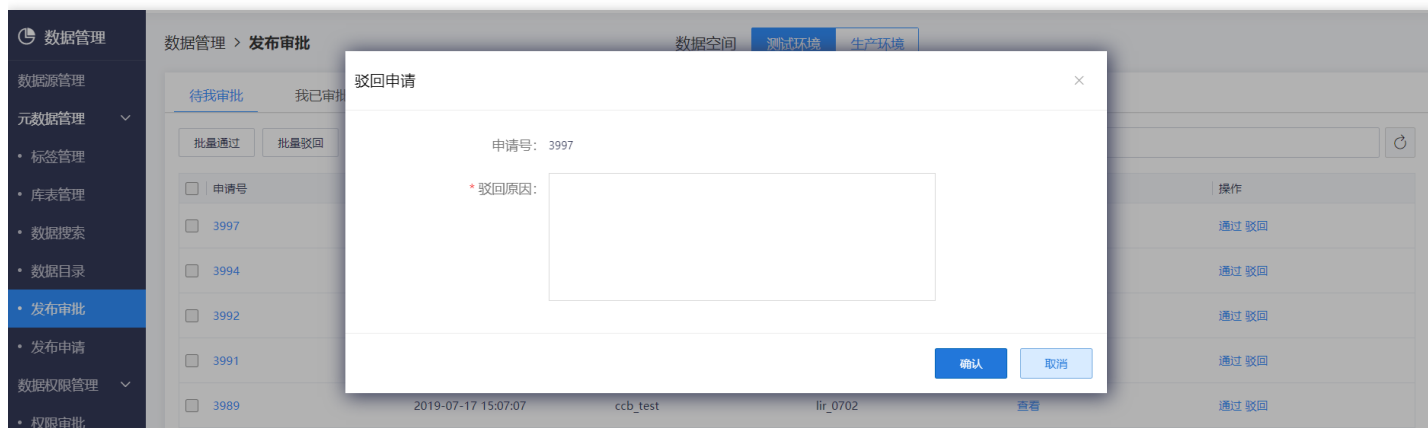 数据管理
数据管理 > 发布审批
数据空间 测试环境 生产环境
数据源管理
元数据管理
• 标签管理
• 库表管理
• 数据搜索
• 数据目录
• 发布审批
• 发布申请
数据权限管理
• 权限审批
待我审批 我已审批
批量通过 批量驳回
申请号 操作
3997 通过 驳回
3994 通过 驳回
3992 通过 驳回
3991 通过 驳回
3989 2019-07-17 15:07:07 ccb_test lir_0702 查看 通过 驳回
驳回申请
申请号: 3997
* 驳回原因:
确认 取消